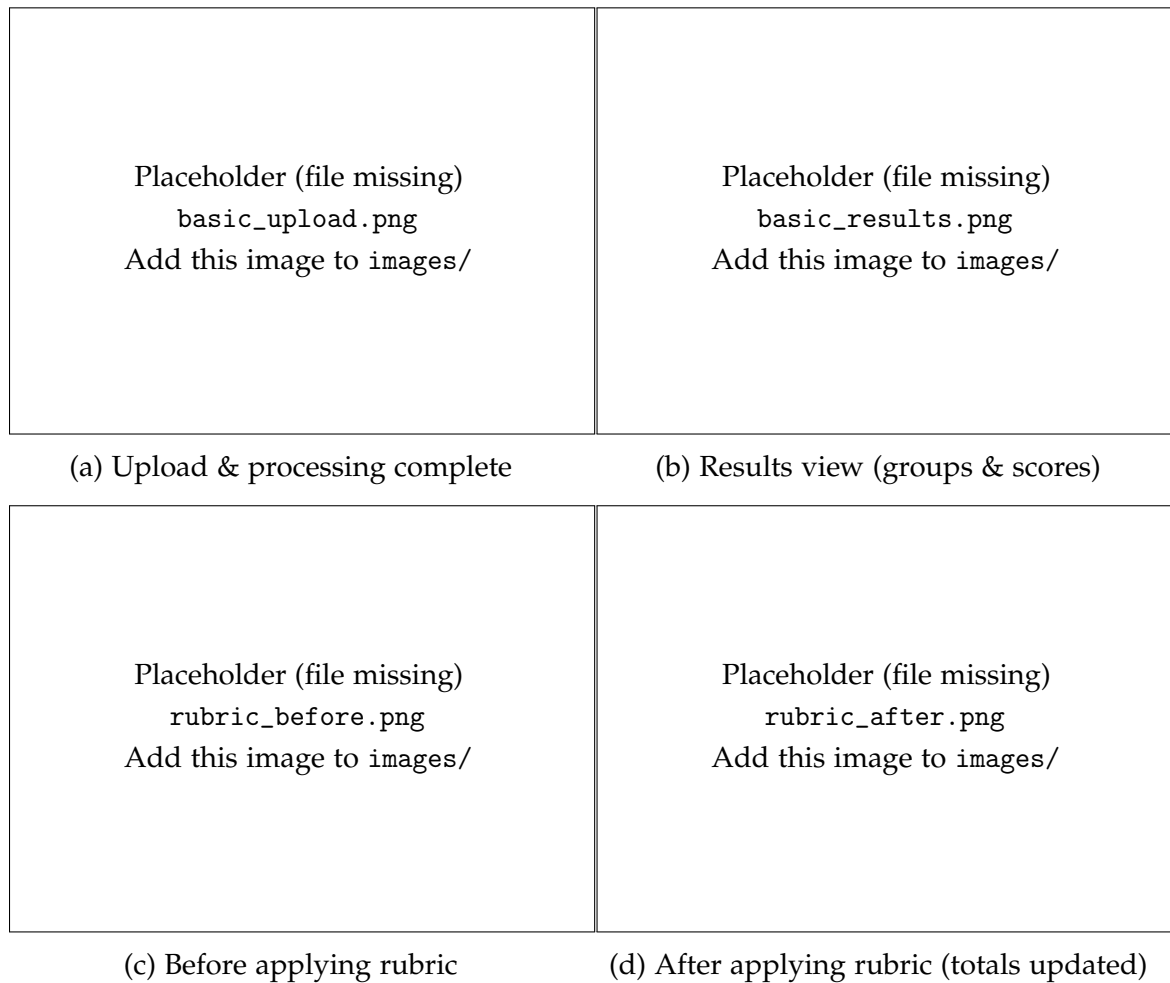 Placeholder (file missing)
basic_upload.png
Add this image to images/
Placeholder (file missing)
basic_results.png
Add this image to images/
(a) Upload & processing complete
(b) Results view (groups & scores)
Placeholder (file missing)
rubric_before.png
Add this image to images/
Placeholder (file missing)
rubric_after.png
Add this image to images/
(c) Before applying rubric
(d) After applying rubric (totals updated)